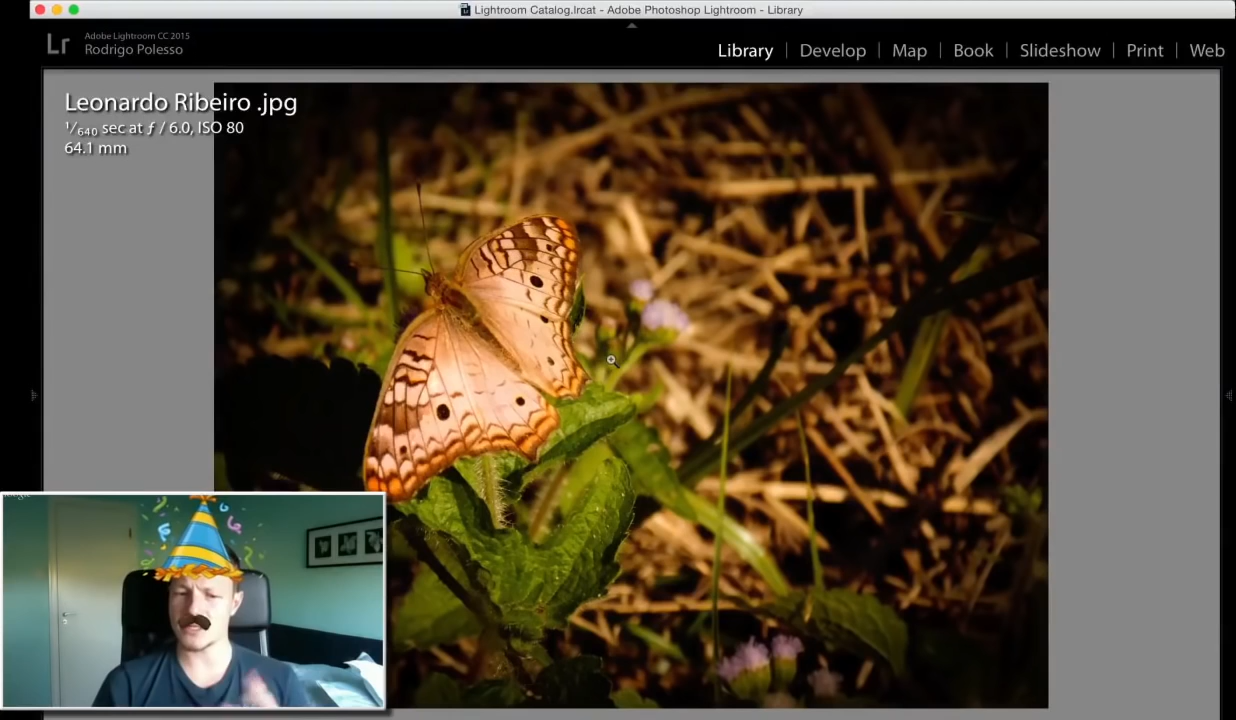 Lightroom Catalog.lrcat - Adobe Photoshop Lightroom - Library
Lr
Adobe Lightroom CC 2015
Rodrigo Polesso
Library | Develop | Map | Book | Slideshow | Print | Web
Leonardo Ribeiro .jpg
1/640 sec at ƒ / 6.0, ISO 80
64.1 mm